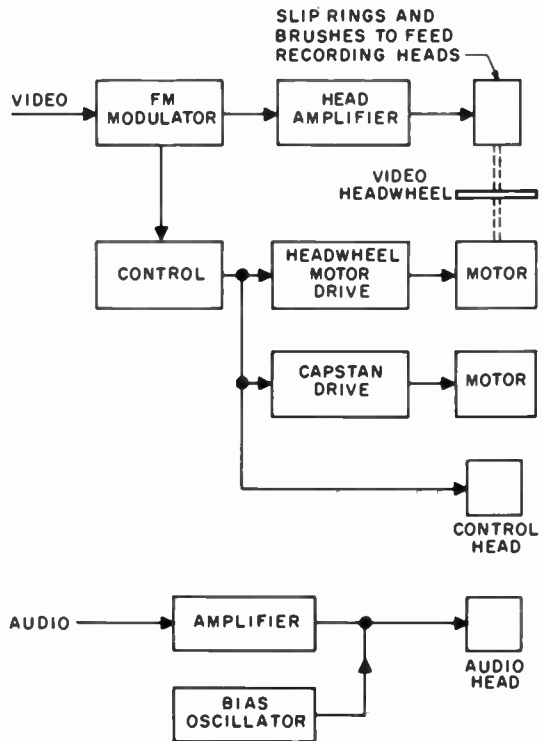 SLIP RINGS AND
BRUSHES TO FEED
RECORDING HEADS
VIDEO
FM
MODULATOR
HEAD
AMPLIFIER
VIDEO
HEADWHEEL
CONTROL
HEADWHEEL
MOTOR
DRIVE
MOTOR
CAPSTAN
DRIVE
MOTOR
CONTROL
HEAD
AUDIO
AMPLIFIER
AUDIO
HEAD
BIAS
OSCILLATOR